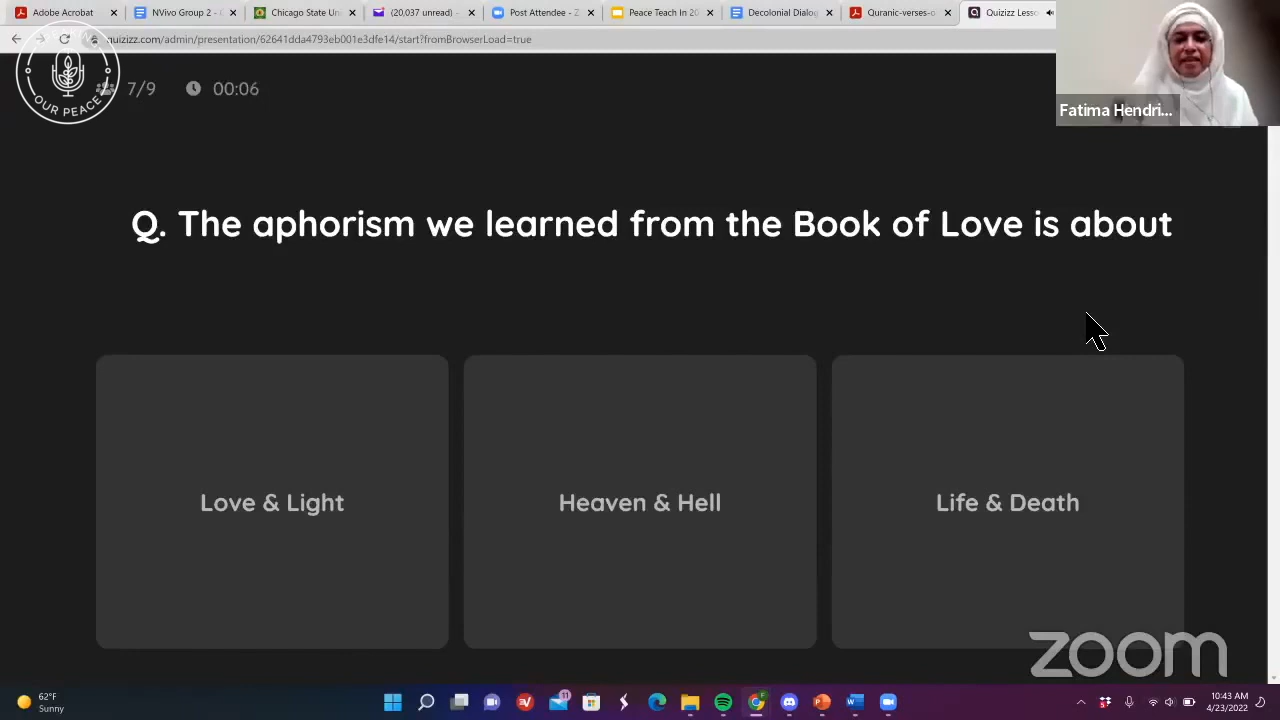 Adobe Acrobat
NVivo Group 2 -
Chicago State Un
(20,037 unread) -
Post Attendee - Z
Peace Teach In 20
Decolonial Dialog
Quranic-verses-o
Quizizz Lesso
quizizz.com/admin/presentation/62641dda4793eb001e3dfe14/start?fromBrowserLoad=true
OUR PEACE
7/9
00:06
Fatima Hendri...
Q. The aphorism we learned from the Book of Love is about
Love & Light
Heaven & Hell
Life & Death
zoom
62°F
Sunny
11
10:43 AM
4/23/2022